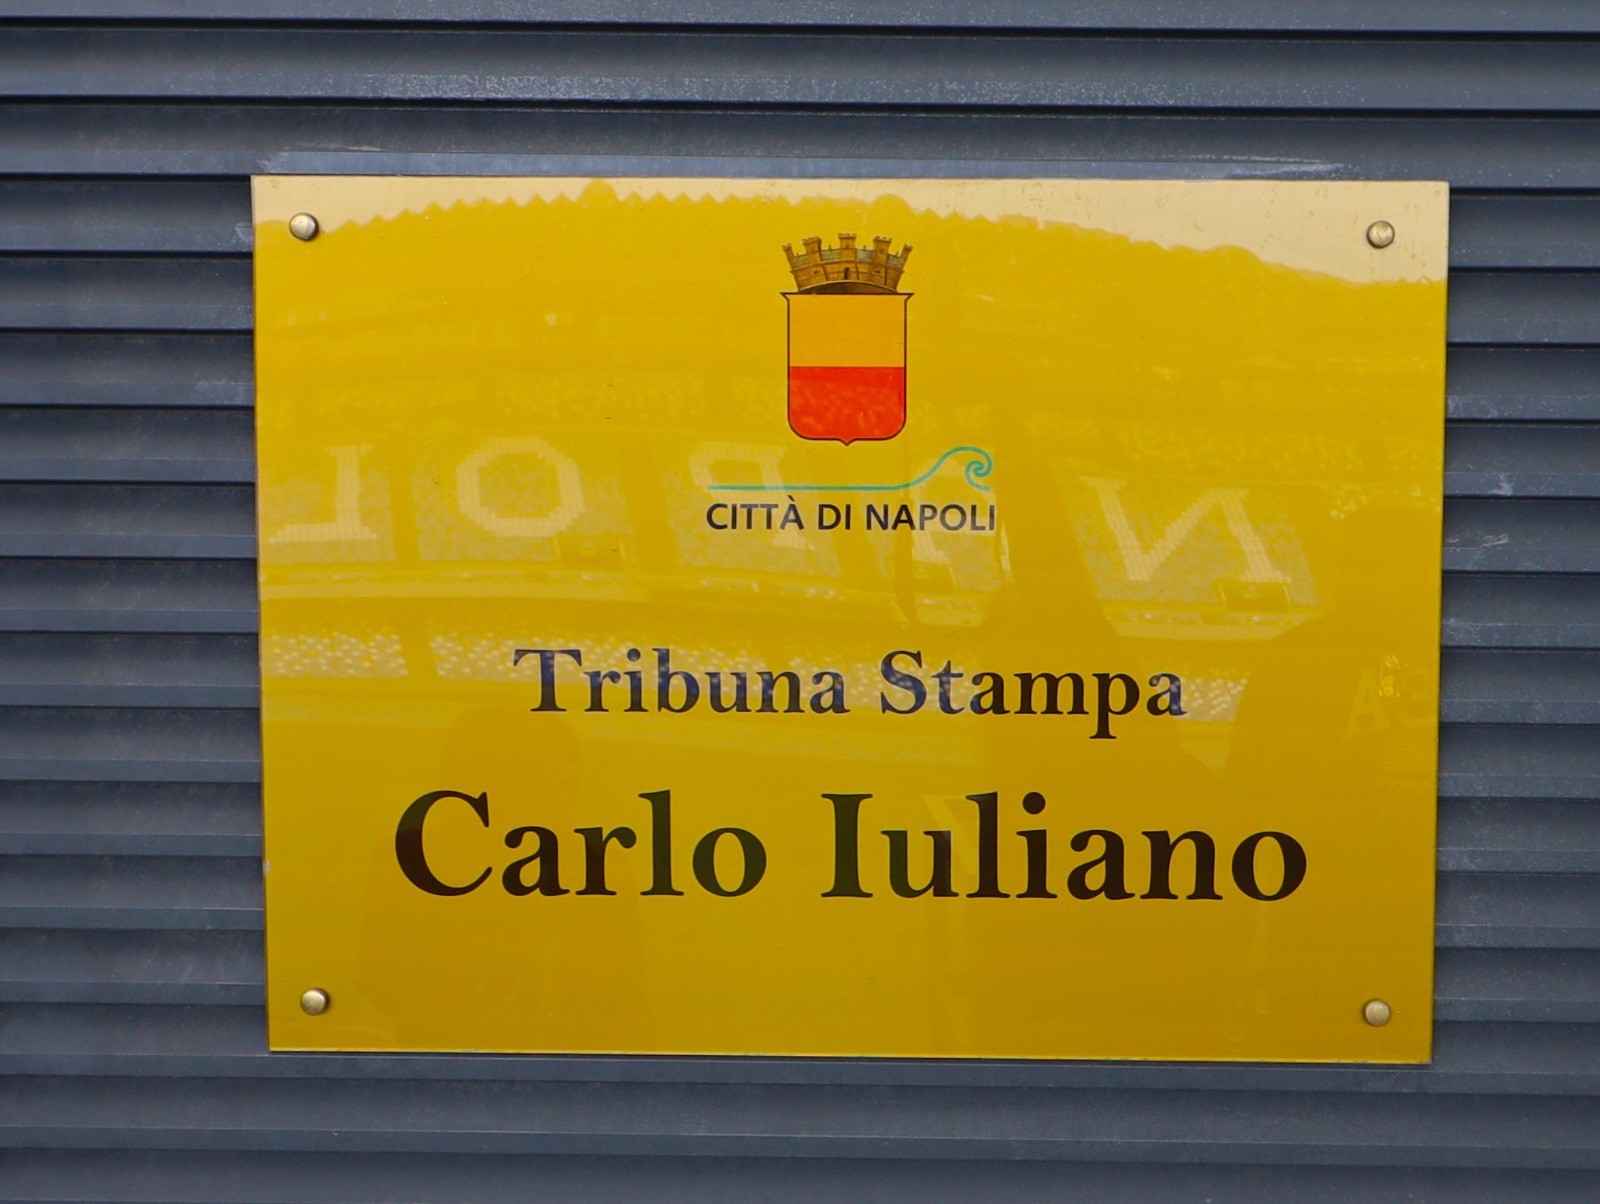 CITTÀ DI NAPOLI
Tribuna Stampa
Carlo Iuliano